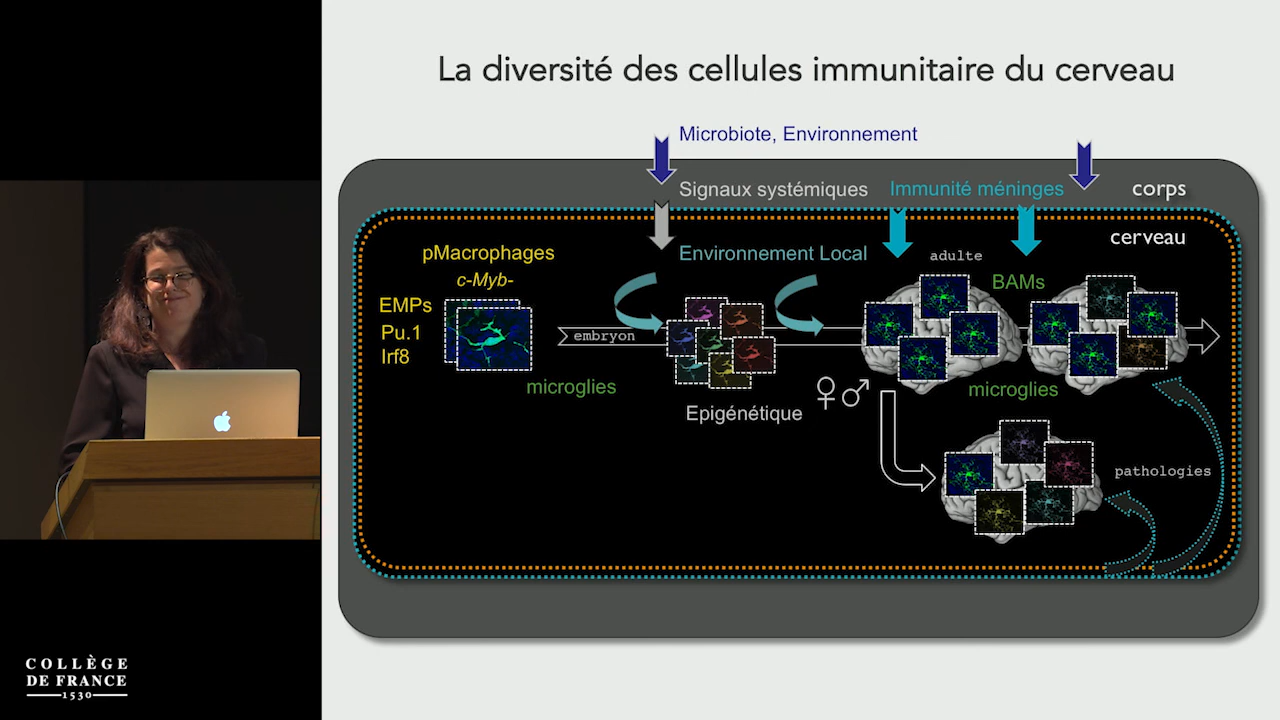 La diversité des cellules immunitaire du cerveau
Microbiote, Environnement
Signaux systémiques
Immunité méninges
corps
cerveau
pMacrophages
c-Myb-
Environnement Local
adulte
BAMs
EMPs
Pu.1
Irf8
embryon
microglies
Epigénétique
♀♂
microglies
pathologies
COLLÈGE
DE FRANCE
1530